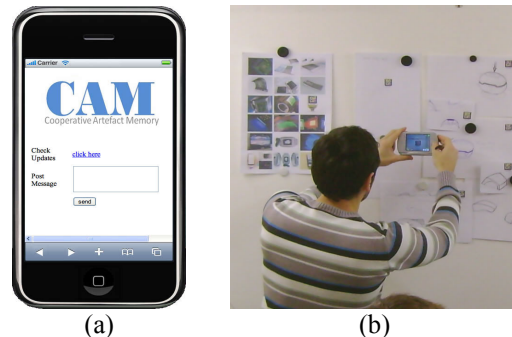 Carrier
CAM
Cooperative Artefact Memory
Check
Updates
click here
Post
Message
send
(a)
(b)